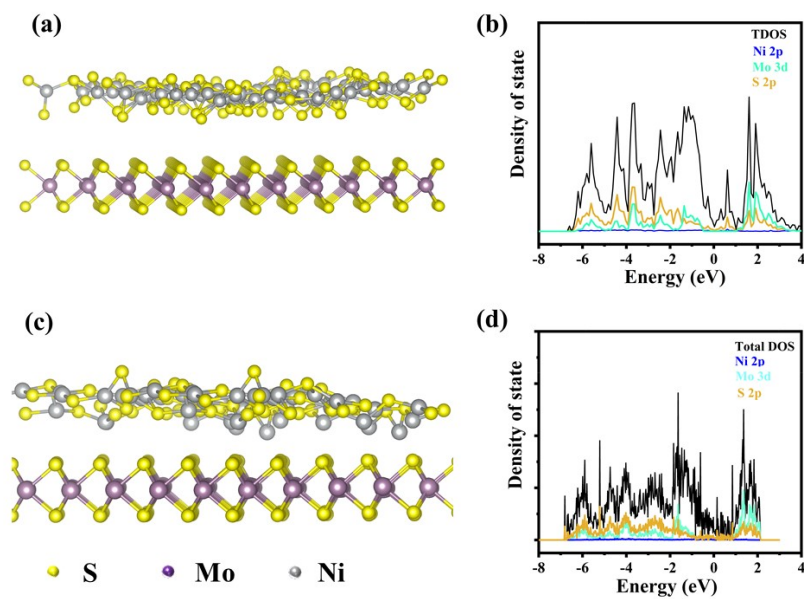 (a)
(b)
Density of state
TDOS
Ni 2p
Mo 3d
S 2p
-8 -6 -4 -2 0 2 4
Energy (eV)
(c)
(d)
Density of state
Total DOS
Ni 2p
Mo 3d
S 2p
-8 -6 -4 -2 0 2 4
Energy (eV)
S Mo Ni